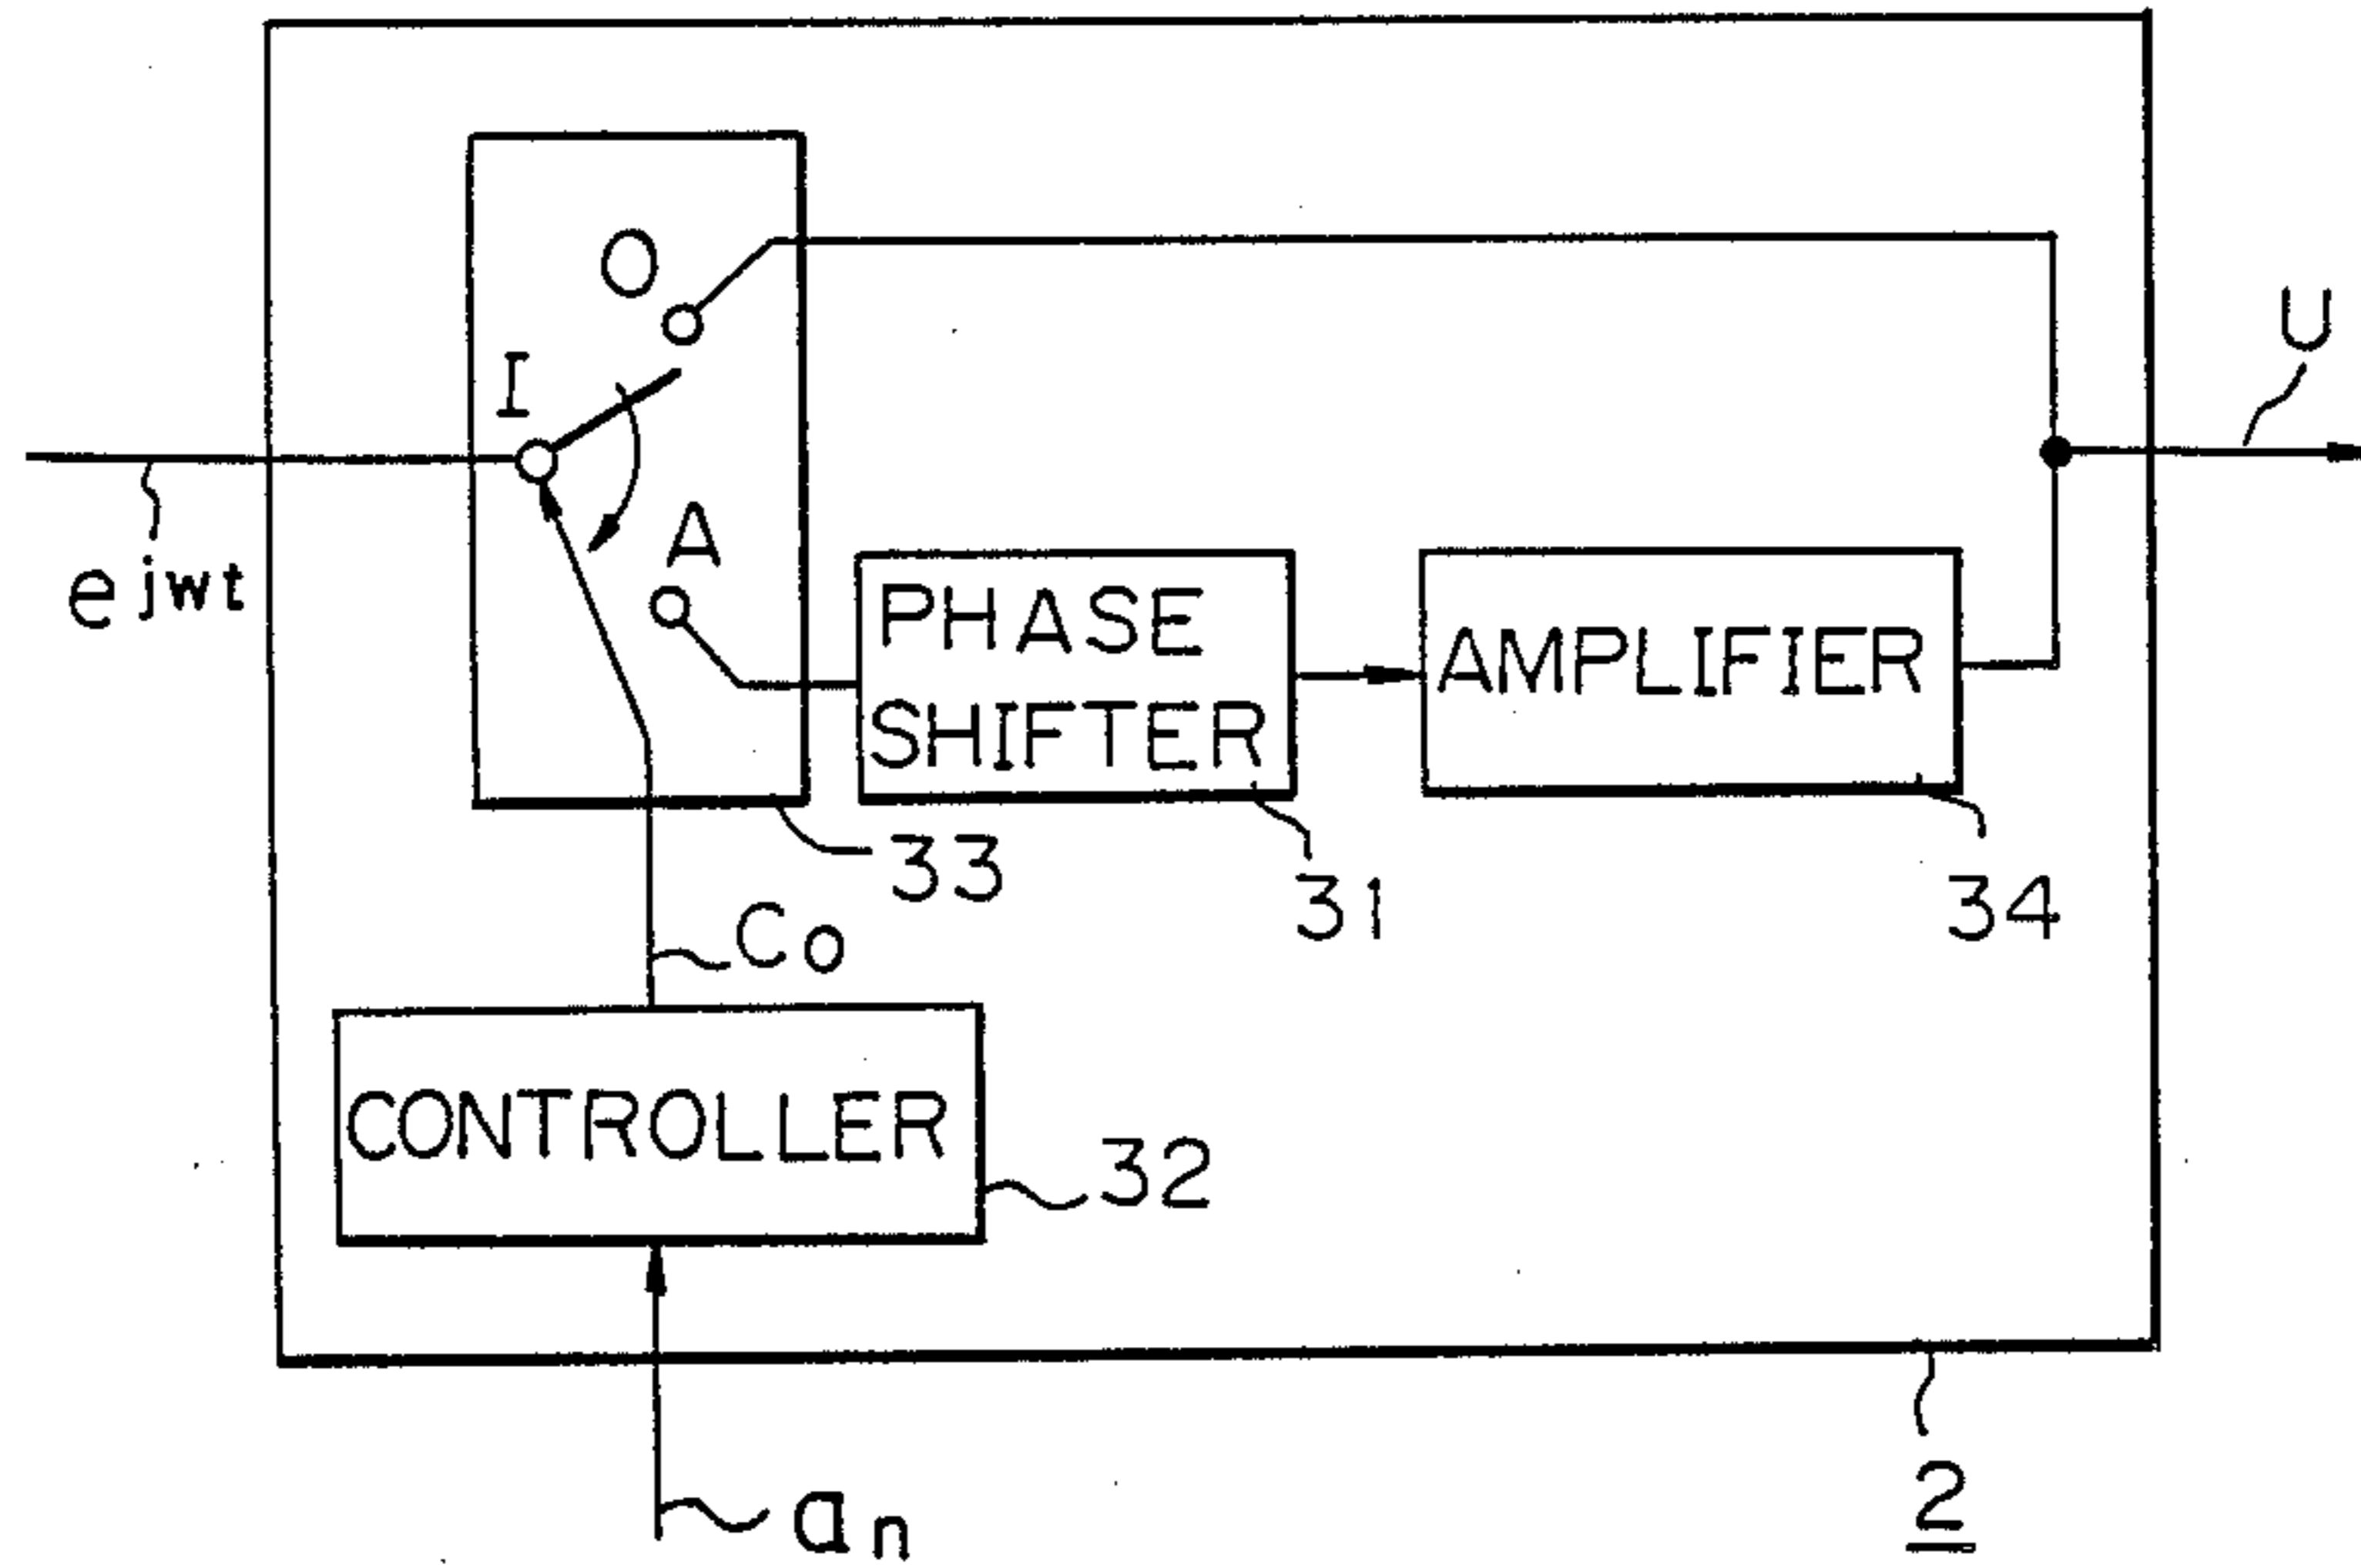 O
I
U
A
e jwt
PHASE
SHIFTER
AMPLIFIER
33
31
34
Co
CONTROLLER
32
an
2